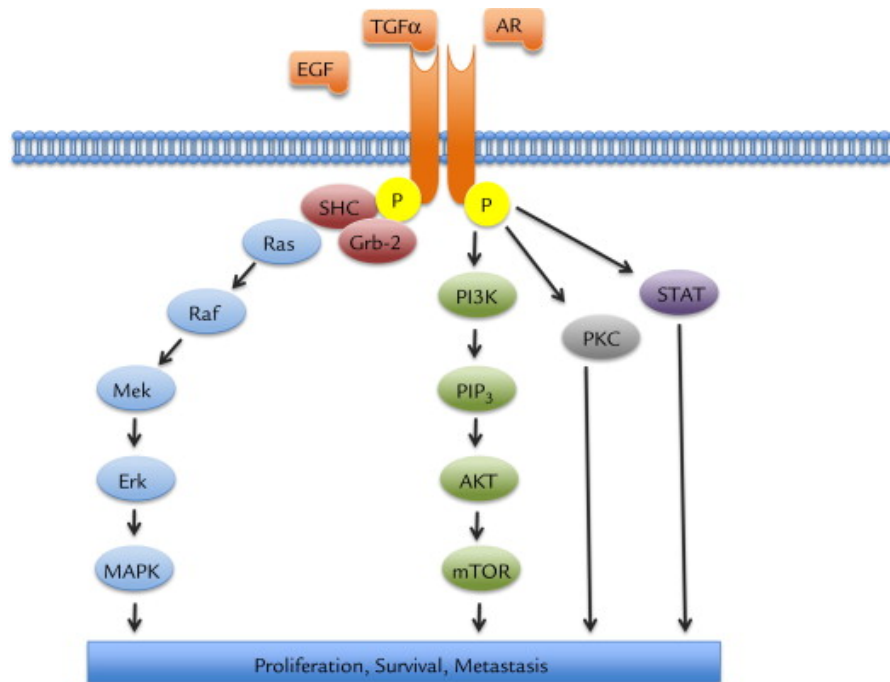 TGFα
AR
EGF
P
SHC
P
Ras
Grb-2
PI3K
STAT
Raf
PKC
Mek
PIP₃
Erk
AKT
MAPK
mTOR
Proliferation, Survival, Metastasis